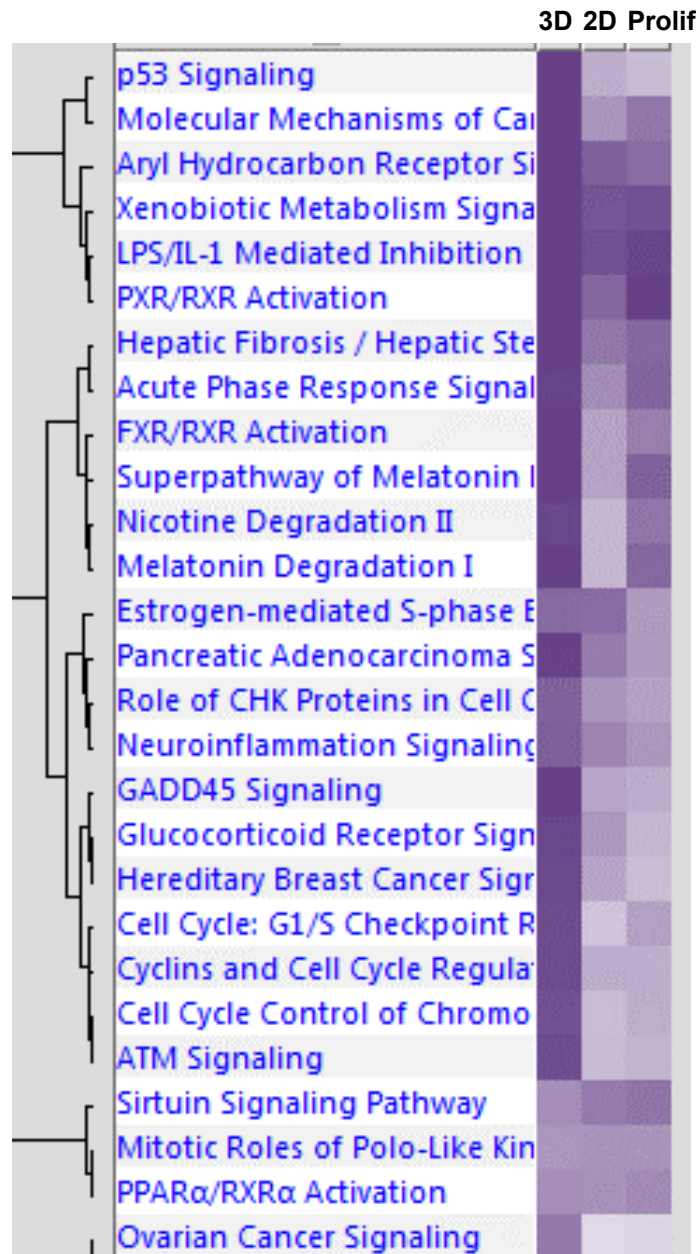 3D 2D Prolif
p53 Signaling
Molecular Mechanisms of Ca
Aryl Hydrocarbon Receptor Si
Xenobiotic Metabolism Signa
LPS/IL-1 Mediated Inhibition
PXR/RXR Activation
Hepatic Fibrosis / Hepatic Ste
Acute Phase Response Signal
FXR/RXR Activation
Superpathway of Melatonin
Nicotine Degradation II
Melatonin Degradation I
Estrogen-mediated S-phase E
Pancreatic Adenocarcinoma S
Role of CHK Proteins in Cell C
Neuroinflammation Signaling
GADD45 Signaling
Glucocorticoid Receptor Sign
Hereditary Breast Cancer Sigr
Cell Cycle: G1/S Checkpoint R
Cyclins and Cell Cycle Regula
Cell Cycle Control of Chromo
ATM Signaling
Sirtuin Signaling Pathway
Mitotic Roles of Polo-Like Kin
PPARα/RXRα Activation
Ovarian Cancer Signaling